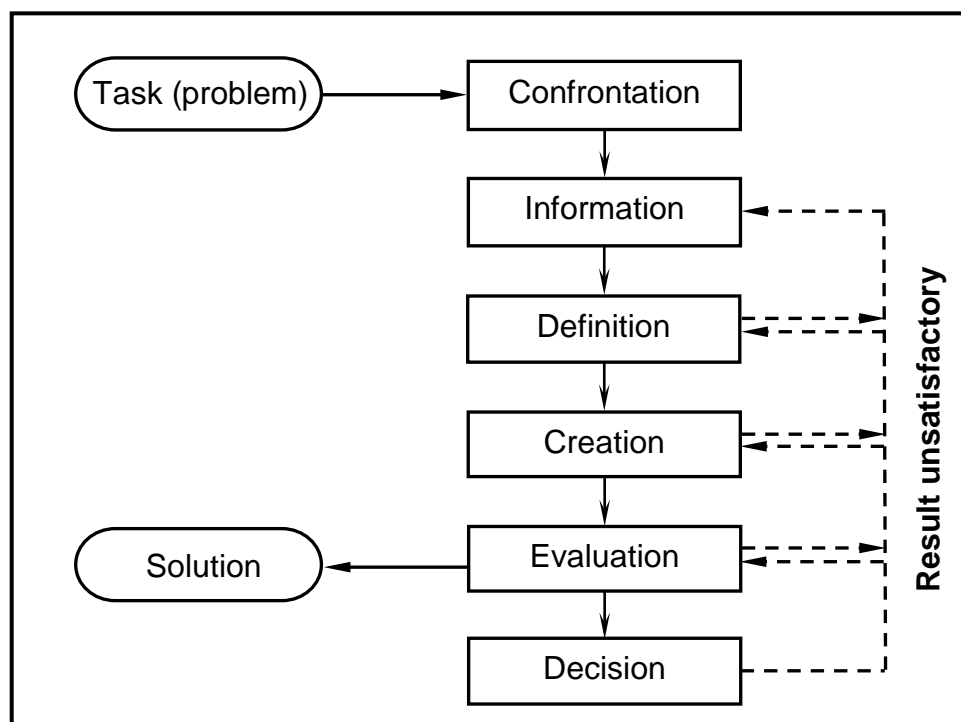 Task (problem)
Confrontation
Information
Definition
Creation
Evaluation
Solution
Decision
Result unsatisfactory